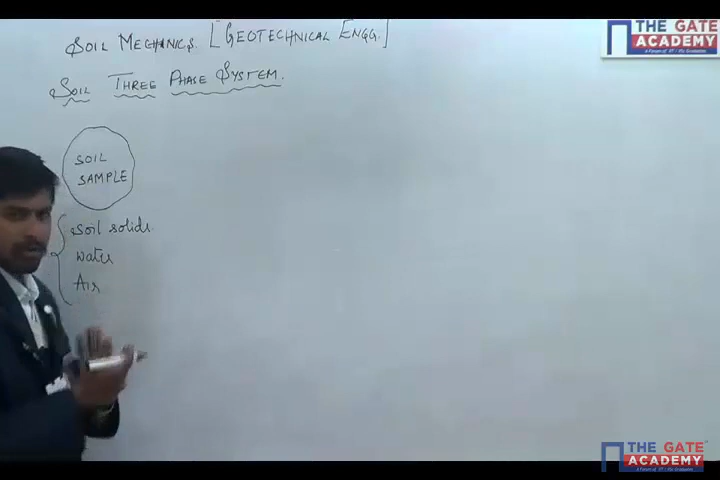 SOIL MECHANICS. [GEOTECHNICAL ENGG.]
THE GATE
ACADEMY
SOIL THREE PHASE SYSTEM.
SOIL
SAMPLE
Soil solids
water
Air
THE GATE
ACADEMY